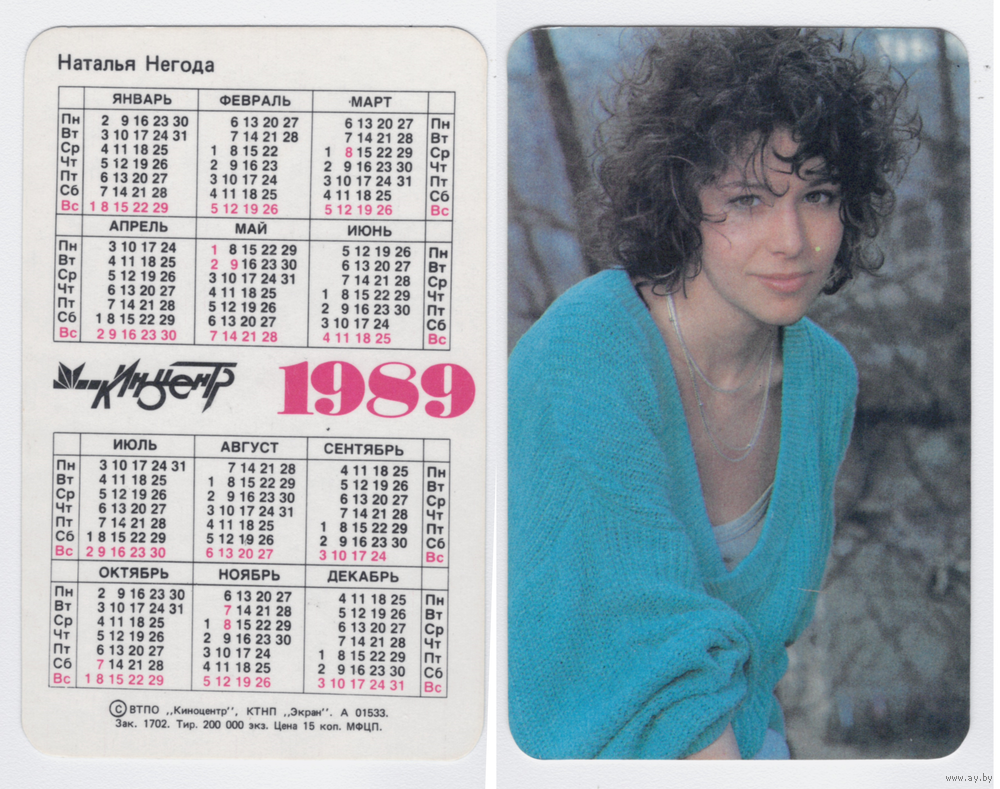 Наталья Негода
ЯНВАРЬ ФЕВРАЛЬ МАРТ
Пн 2 9 16 23 30 6 13 20 27 6 13 20 27 Пн
Вт 3 10 17 24 31 7 14 21 28 7 14 21 28 Вт
Ср 4 11 18 25 1 8 15 22 1 8 15 22 29 Ср
Чт 5 12 19 26 2 9 16 23 2 9 16 23 30 Чт
Пт 6 13 20 27 3 10 17 24 3 10 17 24 31 Пт
Сб 7 14 21 28 4 11 18 25 4 11 18 25 Сб
Вс 1 8 15 22 29 5 12 19 26 5 12 19 26 Вс
АПРЕЛЬ МАЙ ИЮНЬ
Пн 3 10 17 24 1 8 15 22 29 5 12 19 26 Пн
Вт 4 11 18 25 2 9 16 23 30 6 13 20 27 Вт
Ср 5 12 19 26 3 10 17 24 31 7 14 21 28 Ср
Чт 6 13 20 27 4 11 18 25 1 8 15 22 29 Чт
Пт 7 14 21 28 5 12 19 26 2 9 16 23 30 Пт
Сб 1 8 15 22 29 6 13 20 27 3 10 17 24 Сб
Вс 2 9 16 23 30 7 14 21 28 4 11 18 25 Вс
Киноцентр 1989
ИЮЛЬ АВГУСТ СЕНТЯБРЬ
Пн 3 10 17 24 31 7 14 21 28 4 11 18 25 Пн
Вт 4 11 18 25 1 8 15 22 29 5 12 19 26 Вт
Ср 5 12 19 26 2 9 16 23 30 6 13 20 27 Ср
Чт 6 13 20 27 3 10 17 24 31 7 14 21 28 Чт
Пт 7 14 21 28 4 11 18 25 1 8 15 22 29 Пт
Сб 1 8 15 22 29 5 12 19 26 2 9 16 23 30 Сб
Вс 2 9 16 23 30 6 13 20 27 3 10 17 24 Вс
ОКТЯБРЬ НОЯБРЬ ДЕКАБРЬ
Пн 2 9 16 23 30 6 13 20 27 4 11 18 25 Пн
Вт 3 10 17 24 31 7 14 21 28 5 12 19 26 Вт
Ср 4 11 18 25 1 8 15 22 29 6 13 20 27 Ср
Чт 5 12 19 26 2 9 16 23 30 7 14 21 28 Чт
Пт 6 13 20 27 3 10 17 24 1 8 15 22 29 Пт
Сб 7 14 21 28 4 11 18 25 2 9 16 23 30 Сб
Вс 1 8 15 22 29 5 12 19 26 3 10 17 24 31 Вс
© ВТПО „Киноцентр", КТНП „Экран". А 01533.
Зак. 1702. Тир. 200 000 экз. Цена 15 коп. МФЦП.
www.ay.by